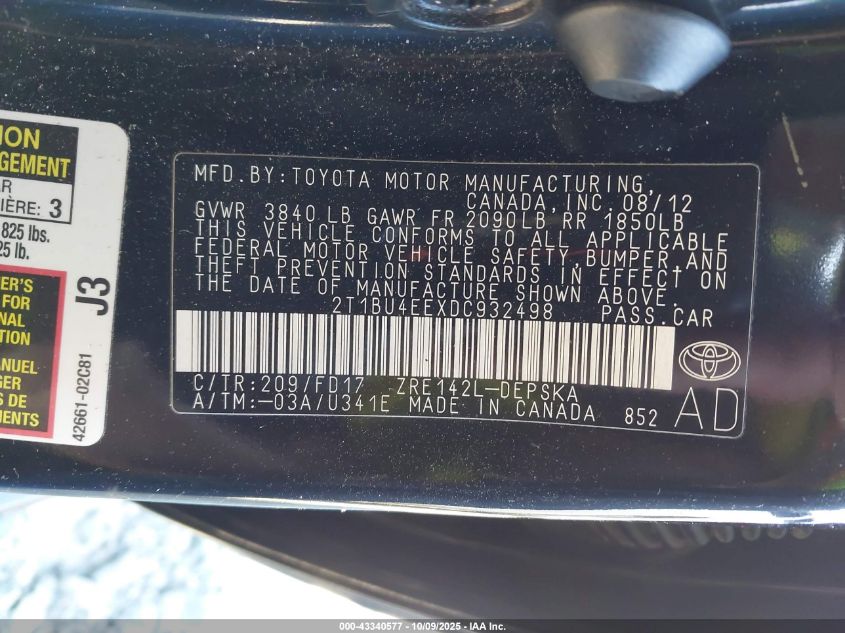 ION
GEMENT
AR
IÈRE: 3
825 lbs.
25 lb.
ER'S
FOR
NAL
TION
ANUEL
GER
S DE
MENTS
J3
42661-02C81
MFD.BY:TOYOTA MOTOR MANUFACTURING,
CANADA,INC.08/12
GVWR 3840 LB GAWR FR 2090LB RR 1850LB
THIS VEHICLE CONFORMS TO ALL APPLICABLE
FEDERAL MOTOR VEHICLE SAFETY,BUMPER AND
THEFT PREVENTION STANDARDS IN EFFECT ON
THE DATE OF MANUFACTURE SHOWN ABOVE.
2T1BU4EEXDC932498 PASS.CAR
C/TR:209/FD17 ZRE142L-DEPSKA
A/TM:-03A/U341E MADE IN CANADA 852
AD
000-43340577 - 10/09/2025 - IAA Inc.